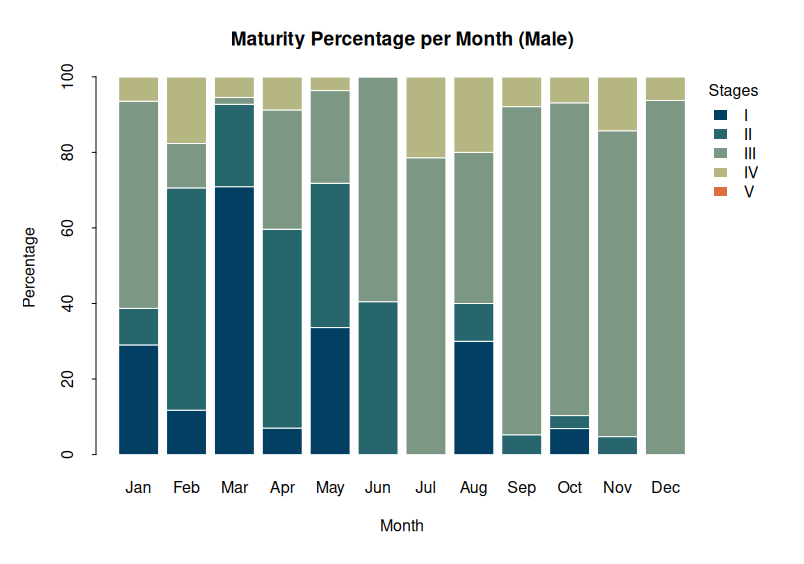 Maturity Percentage per Month (Male)
Percentage
100
80
60
40
20
0
Jan Feb Mar Apr May Jun Jul Aug Sep Oct Nov Dec
Month
Stages
I
II
III
IV
V